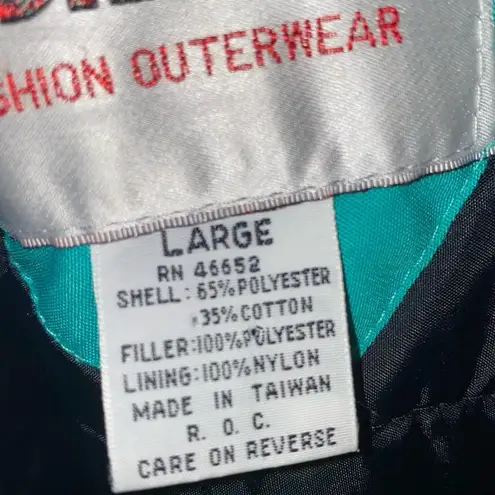 OUTERWEAR
LARGE
RN 46652
SHELL: 65% POLYESTER
35% COTTON
FILLER: 100% POLYESTER
LINING: 100% NYLON
MADE IN TAIWAN
R. O. C.
CARE ON REVERSE